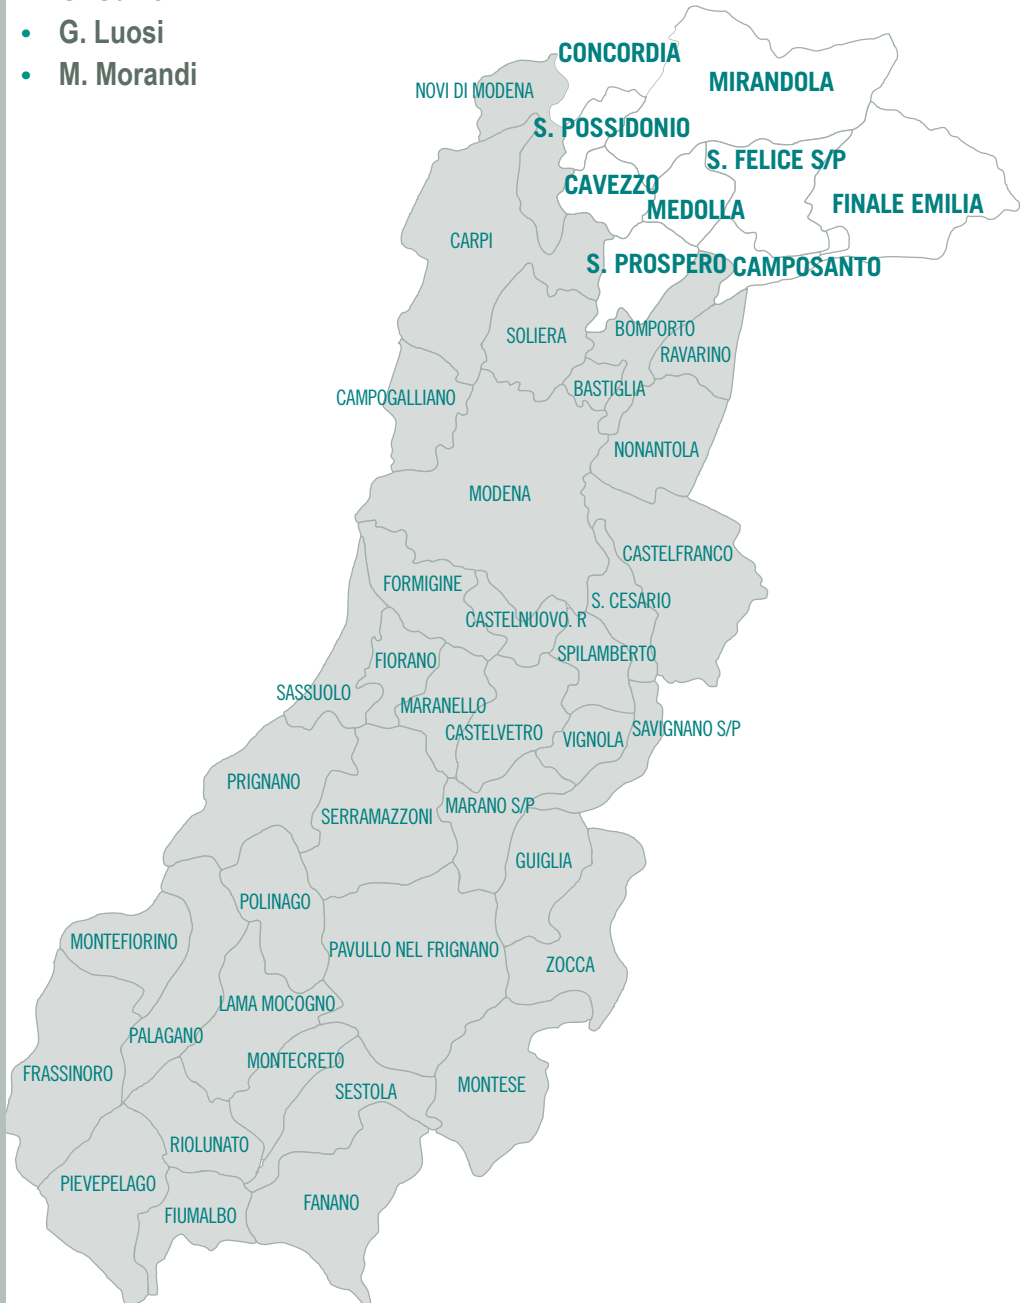 • G. Luosi
• M. Morandi
CONCORDIA
MIRANDOLA
NOVI DI MODENA
S. POSSIDONIO
S. FELICE S/P
CAVEZZO
MEDOLLA
FINALE EMILIA
CARPI
S. PROSPERO
CAMPOSANTO
SOLIERA
BOMPORTO
RAVARINO
CAMPOGALLIANO
BASTIGLIA
NONANTOLA
MODENA
CASTELFRANCO
FORMIGINE
S. CESARIO
CASTELNUOVO. R
SPILAMBERTO
FIORANO
SASSUOLO
MARANELLO
CASTELVETRO
VIGNOLA
SAVIGNANO S/P
PRIGNANO
SERRAMAZZONI
MARANO S/P
GUIGLIA
POLINAGO
MONTEFIORINO
PAVULLO NEL FRIGNANO
ZOCCA
LAMA MOCOGNO
PALAGANO
MONTECRETO
FRASSINORO
SESTOLA
MONTESE
RIOLUNATO
PIEVEPELAGO
FIUMALBO
FANANO